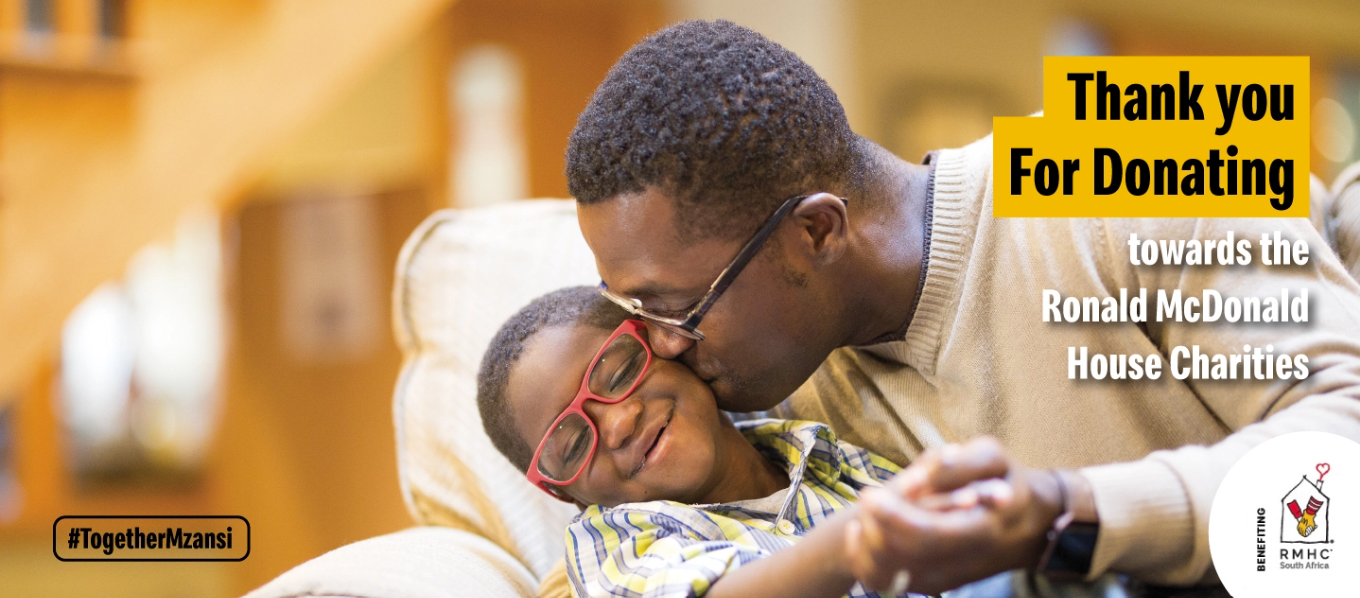 Thank you
For Donating
towards the
Ronald McDonald
House Charities
#TogetherMzansi
BENEFITING
RMHC
South Africa